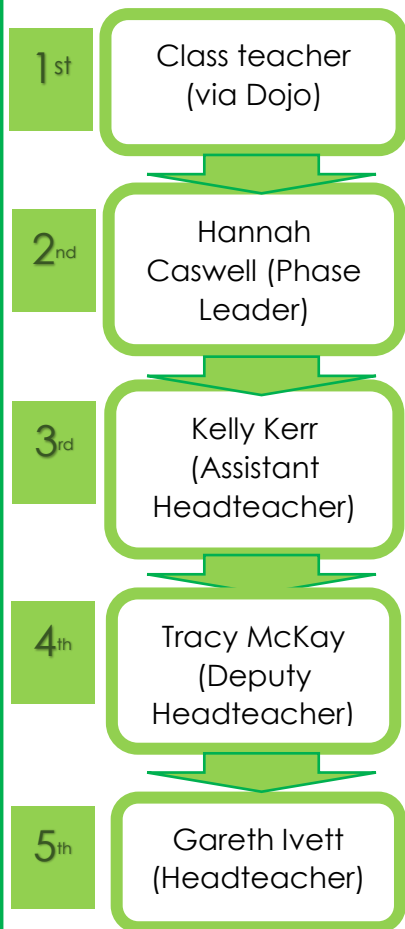 1st
Class teacher
(via Dojo)
2nd
Hannah
Caswell (Phase
Leader)
3rd
Kelly Kerr
(Assistant
Headteacher)
4th
Tracy McKay
(Deputy
Headteacher)
5th
Gareth Ivett
(Headteacher)